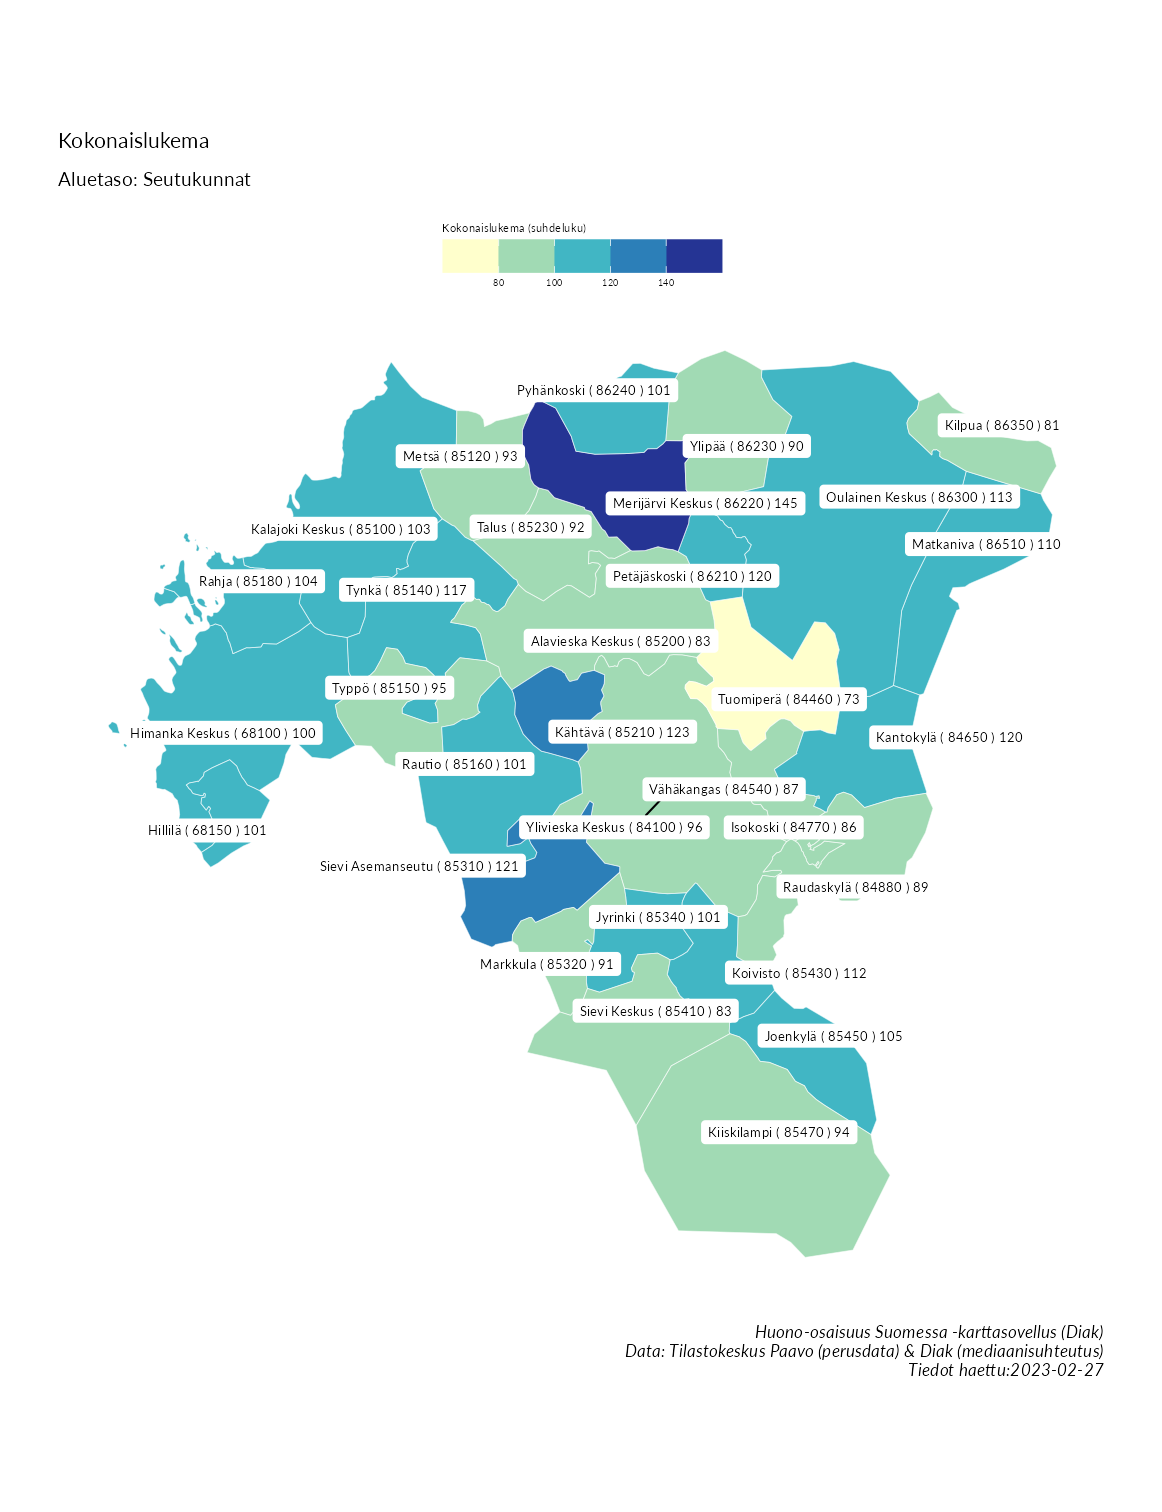 Kokonaislukema
Aluetaso: Seutukunnat
Kokonaislukema (suhdeluku)
80 100 120 140
Pyhänkoski ( 86240 ) 101
Kilpua ( 86350 ) 81
Ylipää ( 86230 ) 90
Metsä ( 85120 ) 93
Oulainen Keskus ( 86300 ) 113
Merijärvi Keskus ( 86220 ) 145
Talus ( 85230 ) 92
Kalajoki Keskus ( 85100 ) 103
Matkaniva ( 86510 ) 110
Petäjäskoski ( 86210 ) 120
Rahja ( 85180 ) 104
Tynkä ( 85140 ) 117
Alavieska Keskus ( 85200 ) 83
Typpö ( 85150 ) 95
Tuomiperä ( 84460 ) 73
Himanka Keskus ( 68100 ) 100
Kähtävä ( 85210 ) 123
Kantokylä ( 84650 ) 120
Rautio ( 85160 ) 101
Vähäkangas ( 84540 ) 87
Hillilä ( 68150 ) 101
Ylivieska Keskus ( 84100 ) 96
Isokoski ( 84770 ) 86
Sievi Asemanseutu ( 85310 ) 121
Raudaskylä ( 84880 ) 89
Jyrinki ( 85340 ) 101
Markkula ( 85320 ) 91
Koivisto ( 85430 ) 112
Sievi Keskus ( 85410 ) 83
Joenkylä ( 85450 ) 105
Kiiskilampi ( 85470 ) 94
Huono-osaisuus Suomessa -karttasovellus (Diak)
Data: Tilastokeskus Paavo (perusdata) & Diak (mediaanisuhteutus)
Tiedot haettu:2023-02-27